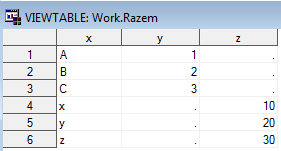 VIEWTABLE: Work.Razem
x y z
1 A 1 .
2 B 2 .
3 C 3 .
4 x . 10
5 y . 20
6 z . 30